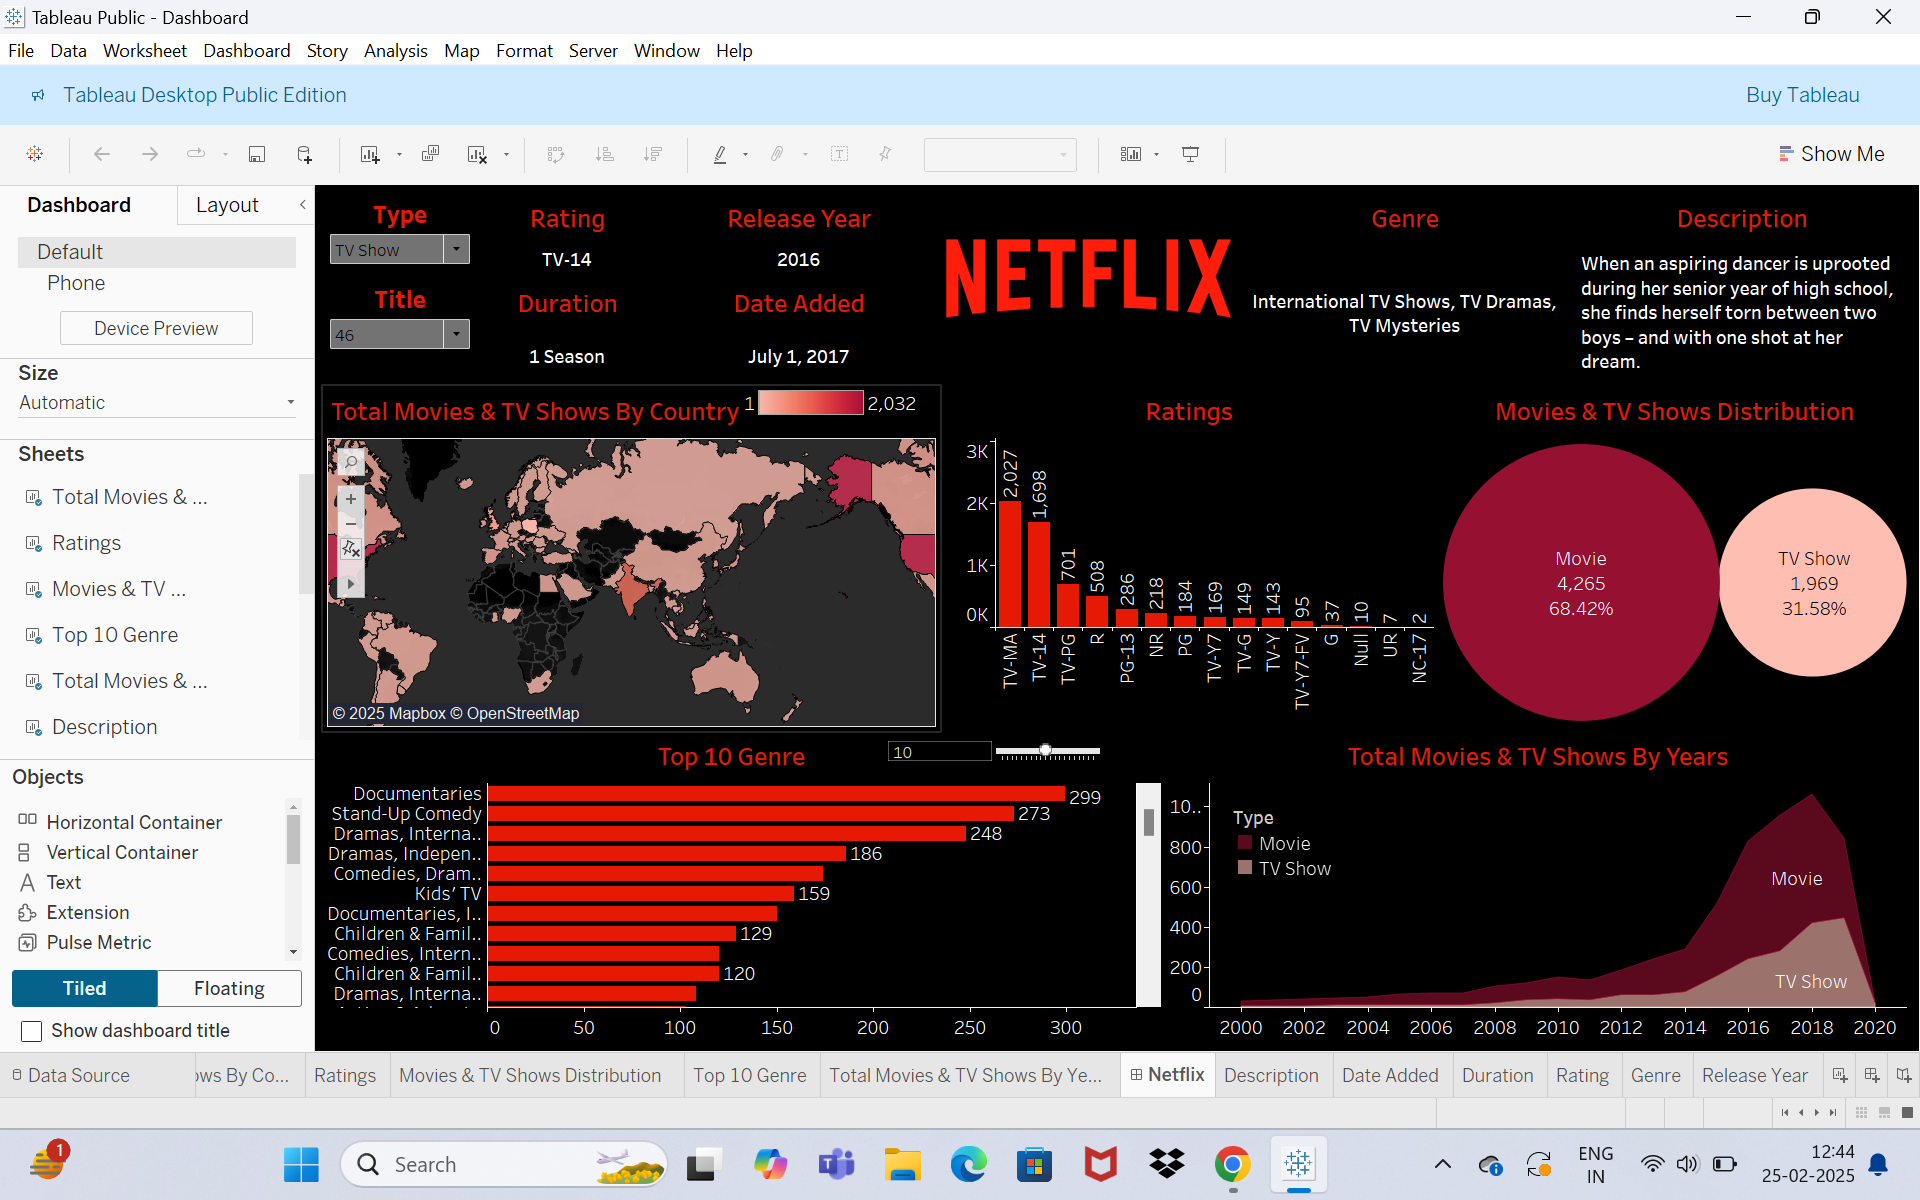 Tableau Public - Dashboard
File Data Worksheet Dashboard Story Analysis Map Format Server Window Help
Tableau Desktop Public Edition
Buy Tableau
Show Me
Dashboard
Layout
Default
Phone
Device Preview
Size
Automatic
Sheets
Total Movies & ...
Ratings
Movies & TV ...
Top 10 Genre
Total Movies & ...
Description
Objects
Horizontal Container
Vertical Container
Text
Extension
Pulse Metric
Tiled
Floating
Show dashboard title
Type
TV Show
Title
46
Rating
TV-14
Duration
1 Season
Release Year
2016
Date Added
July 1, 2017
NETFLIX
Genre
International TV Shows, TV Dramas,
TV Mysteries
Description
When an aspiring dancer is uprooted
during her senior year of high school,
she finds herself torn between two
boys – and with one shot at her
dream.
Total Movies & TV Shows By Country
1
2,032
© 2025 Mapbox © OpenStreetMap
Ratings
3K
2K
1K
0K
2,027
1,698
701
508
286
218
184
169
149
143
95
37
10
7
2
TV-MA
TV-14
TV-PG
R
PG-13
NR
PG
TV-Y7
TV-G
TV-Y
TV-Y7-FV
G
Null
UR
NC-17
Movies & TV Shows Distribution
Movie
4,265
68.42%
TV Show
1,969
31.58%
Top 10 Genre
10
Documentaries
299
Stand-Up Comedy
273
Dramas, Interna..
248
Dramas, Indepen..
186
Comedies, Dram..
Kids' TV
159
Documentaries, I..
Children & Famil..
129
Comedies, Intern..
Children & Famil..
120
Dramas, Interna..
0 50 100 150 200 250 300
Total Movies & TV Shows By Years
10..
800
600
400
200
0
Type
Movie
TV Show
Movie
TV Show
2000 2002 2004 2006 2008 2010 2012 2014 2016 2018 2020
Data Source
ows By Co...
Ratings
Movies & TV Shows Distribution
Top 10 Genre
Total Movies & TV Shows By Ye...
Netflix
Description
Date Added
Duration
Rating
Genre
Release Year
1
Search
ENG
IN
12:44
25-02-2025